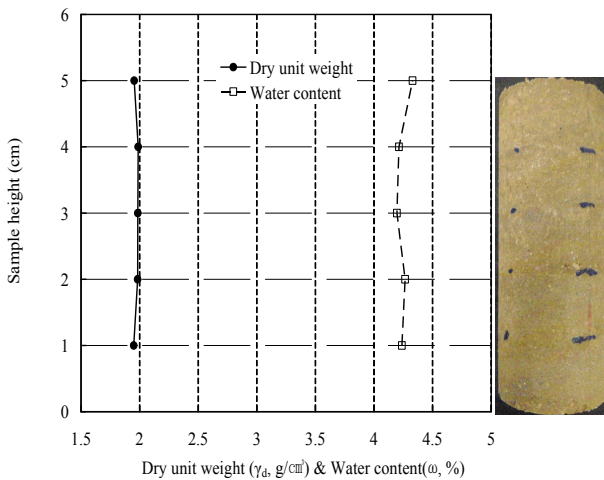 6
5
4
3
2
1
0
Sample height (cm)
Dry unit weight
Water content
1.5 2 2.5 3 3.5 4 4.5 5
Dry unit weight (γd, g/㎤) & Water content(ω, %)